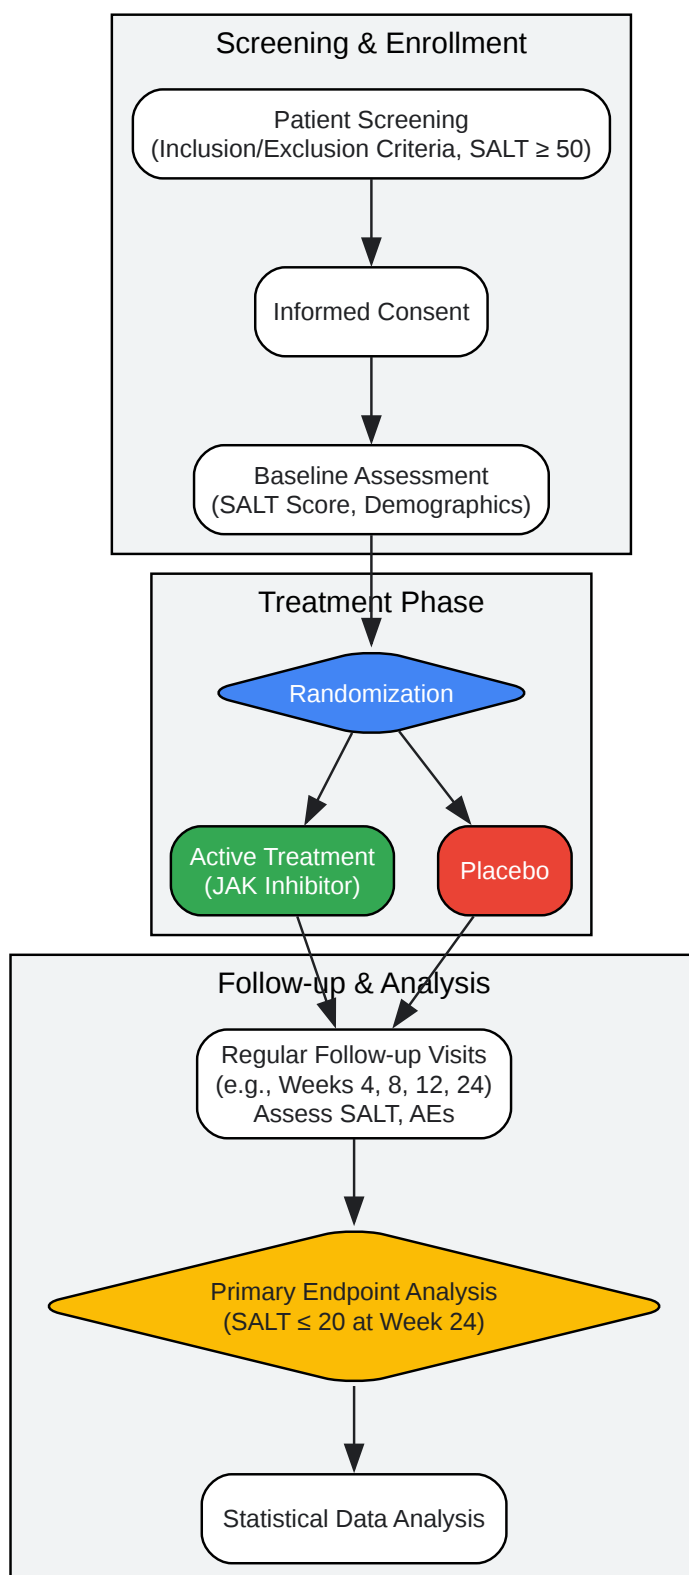 Screening & Enrollment
Patient Screening
(Inclusion/Exclusion Criteria, SALT ≥ 50)
Informed Consent
Baseline Assessment
(SALT Score, Demographics)
Treatment Phase
Randomization
Active Treatment
(JAK Inhibitor)
Placebo
Follow-up & Analysis
Regular Follow-up Visits
(e.g., Weeks 4, 8, 12, 24)
Assess SALT, AEs
Primary Endpoint Analysis
(SALT ≤ 20 at Week 24)
Statistical Data Analysis